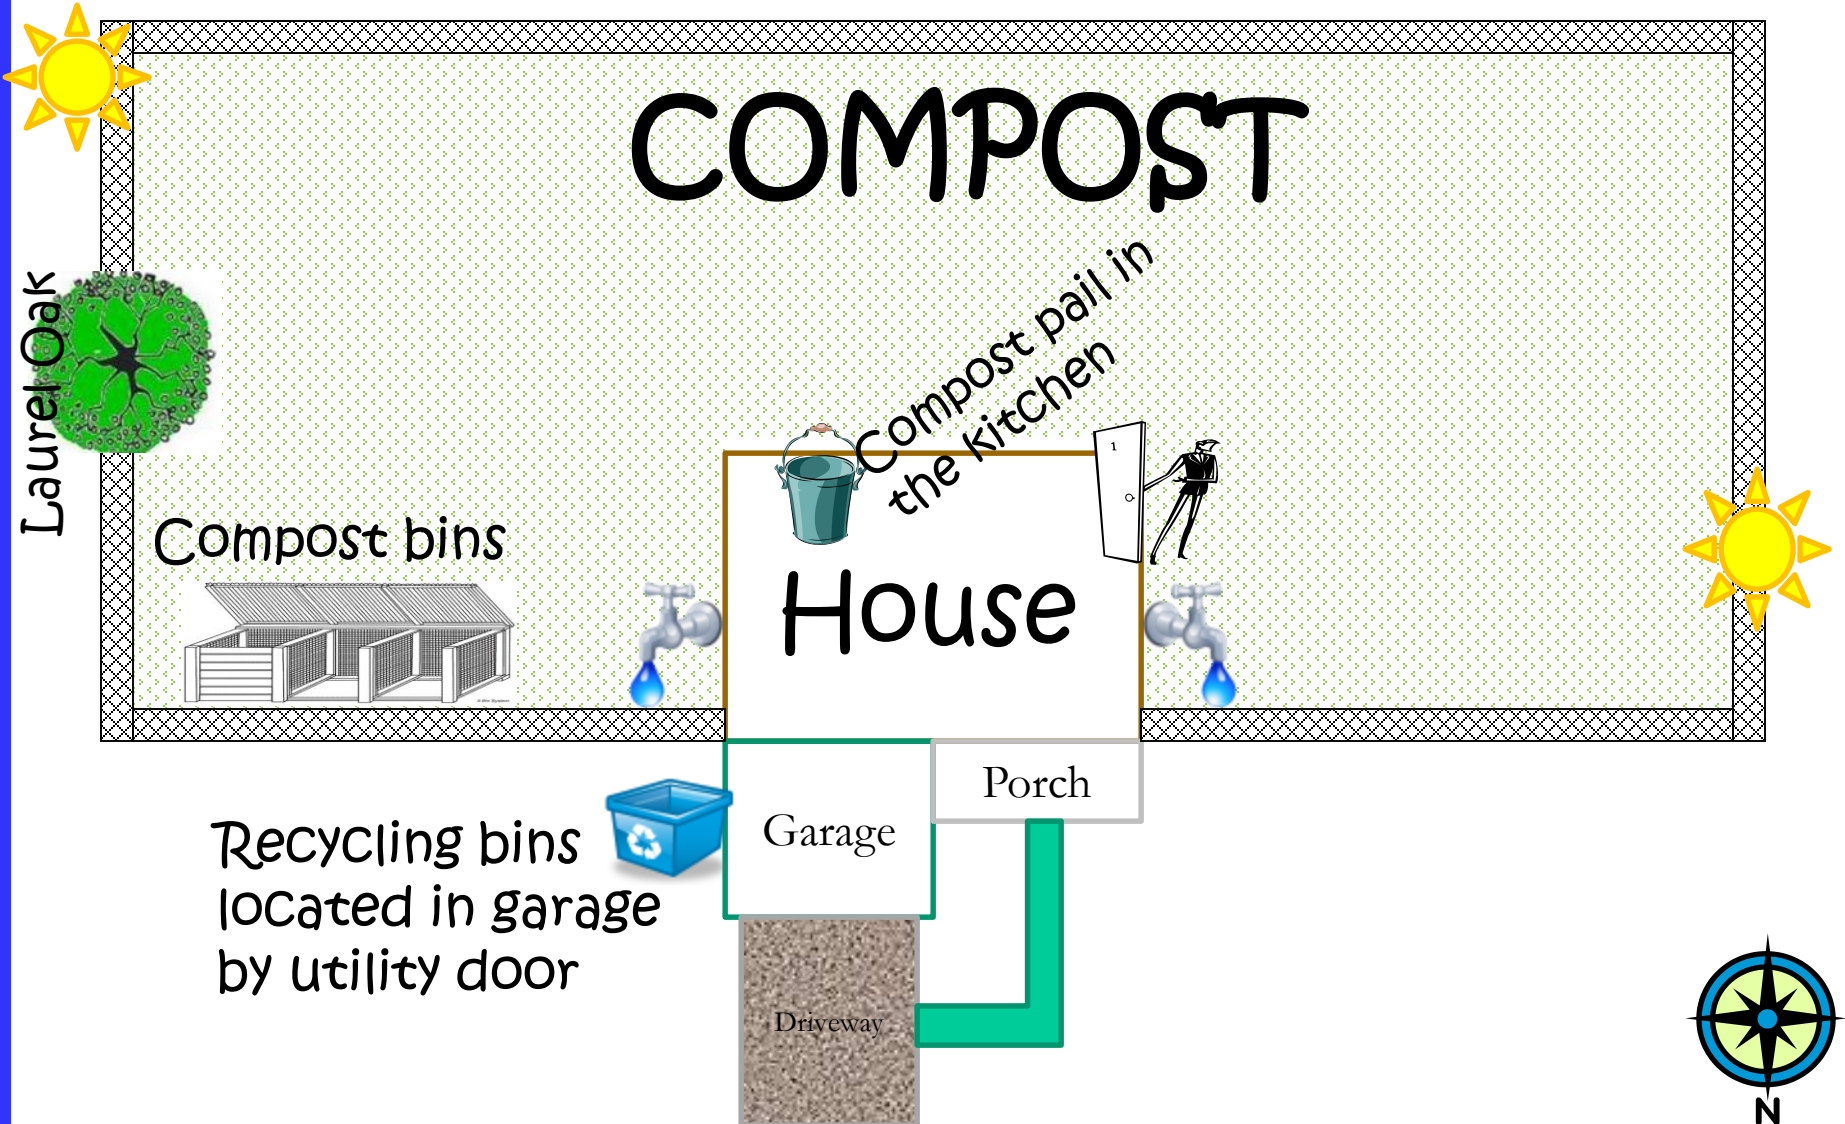 COMPOST
Compost pail in
the kitchen
Laurel Oak
1
Compost bins
House
Porch
Garage
Recycling bins
located in garage
by utility door
Driveway
N